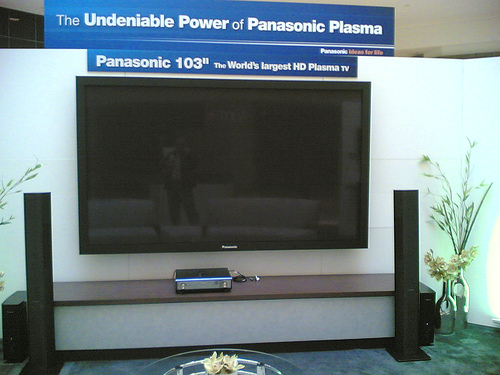 The Undeniable Power of Panasonic Plasma
Panasonic ideas for life
Panasonic 103" The World's largest HD Plasma TV
Panasonic